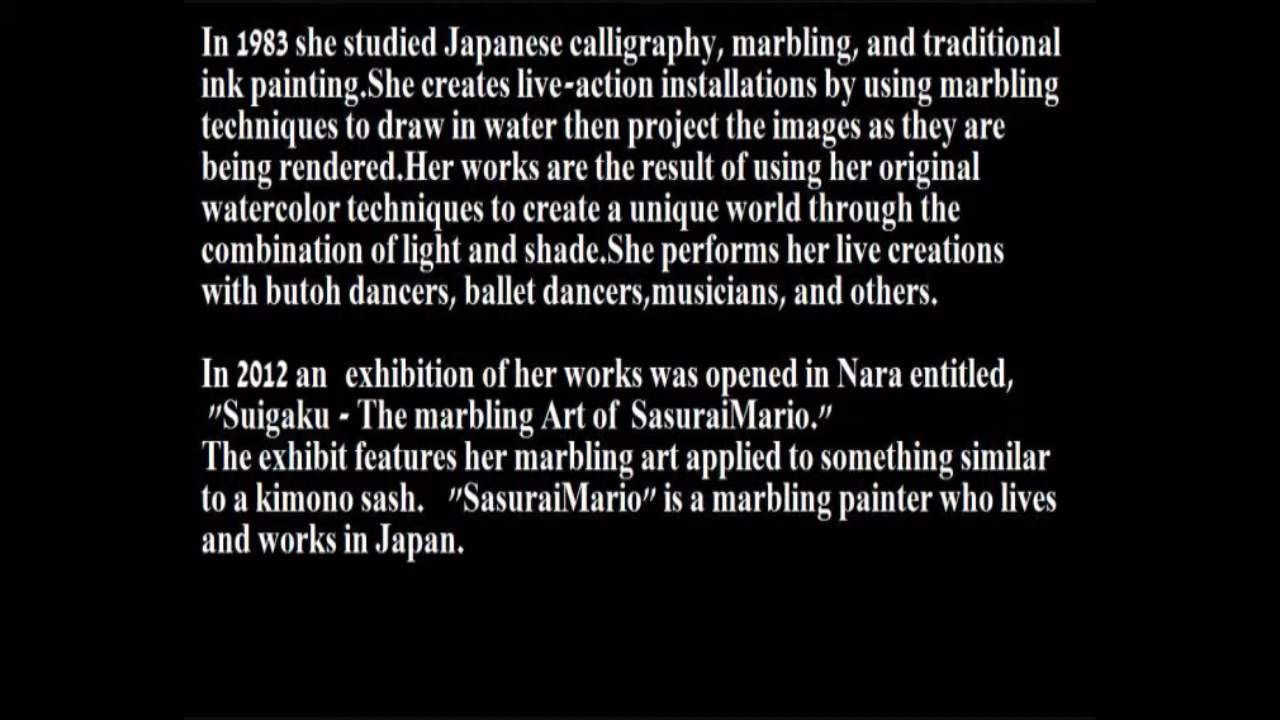 In 1983 she studied Japanese calligraphy, marbling, and traditional
ink painting.She creates live-action installations by using marbling
techniques to draw in water then project the images as they are
being rendered.Her works are the result of using her original
watercolor techniques to create a unique world through the
combination of light and shade.She performs her live creations
with butoh dancers, ballet dancers,musicians, and others.
In 2012 an  exhibition of her works was opened in Nara entitled,
"Suigaku - The marbling Art of  SasuraiMario."
The exhibit features her marbling art applied to something similar
to a kimono sash.   "SasuraiMario" is a marbling painter who lives
and works in Japan.